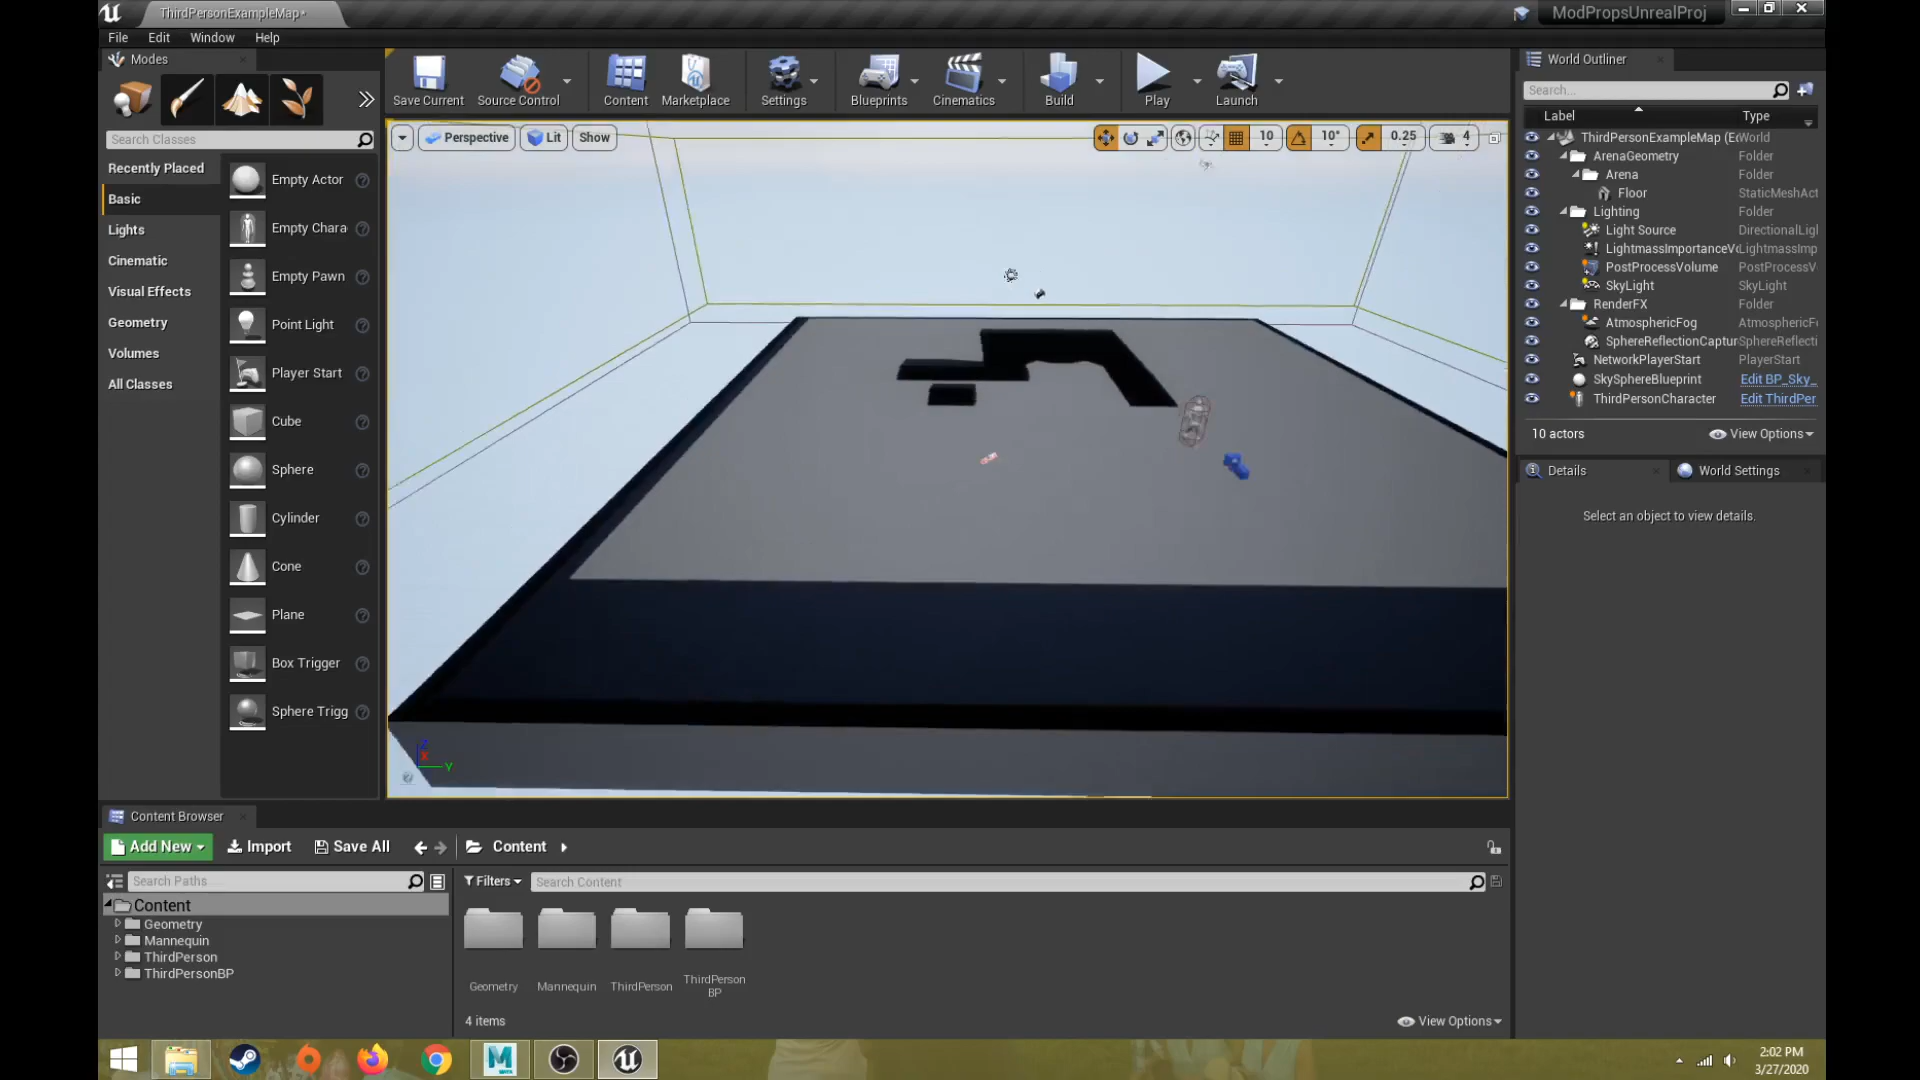 ThirdPersonExampleMap*
ModPropsUnrealProj
File Edit Window Help
Modes
Search Classes
Recently Placed
Basic
Lights
Cinematic
Visual Effects
Geometry
Volumes
All Classes
Empty Actor
Empty Chara
Empty Pawn
Point Light
Player Start
Cube
Sphere
Cylinder
Cone
Plane
Box Trigger
Sphere Trigg
Save Current Source Control Content Marketplace Settings Blueprints Cinematics Build Play Launch
Perspective Lit Show
10 10° 0.25 4
X Y Z
World Outliner
Search...
Label Type
ThirdPersonExampleMap (Ed World
ArenaGeometry Folder
Arena Folder
Floor StaticMeshAct
Lighting Folder
Light Source DirectionalLigh
LightmassImportanceVo LightmassImp
PostProcessVolume PostProcessV
SkyLight SkyLight
RenderFX Folder
AtmosphericFog AtmosphericF
SphereReflectionCaptur SphereReflecti
NetworkPlayerStart PlayerStart
SkySphereBlueprint Edit BP_Sky_
ThirdPersonCharacter Edit ThirdPer
10 actors View Options
Details World Settings
Select an object to view details.
Content Browser
Add New Import Save All Content
Search Paths
Content
Geometry
Mannequin
ThirdPerson
ThirdPersonBP
Filters Search Content
Geometry Mannequin ThirdPerson ThirdPerson
BP
4 items View Options
MAYA
2:02 PM
3/27/2020